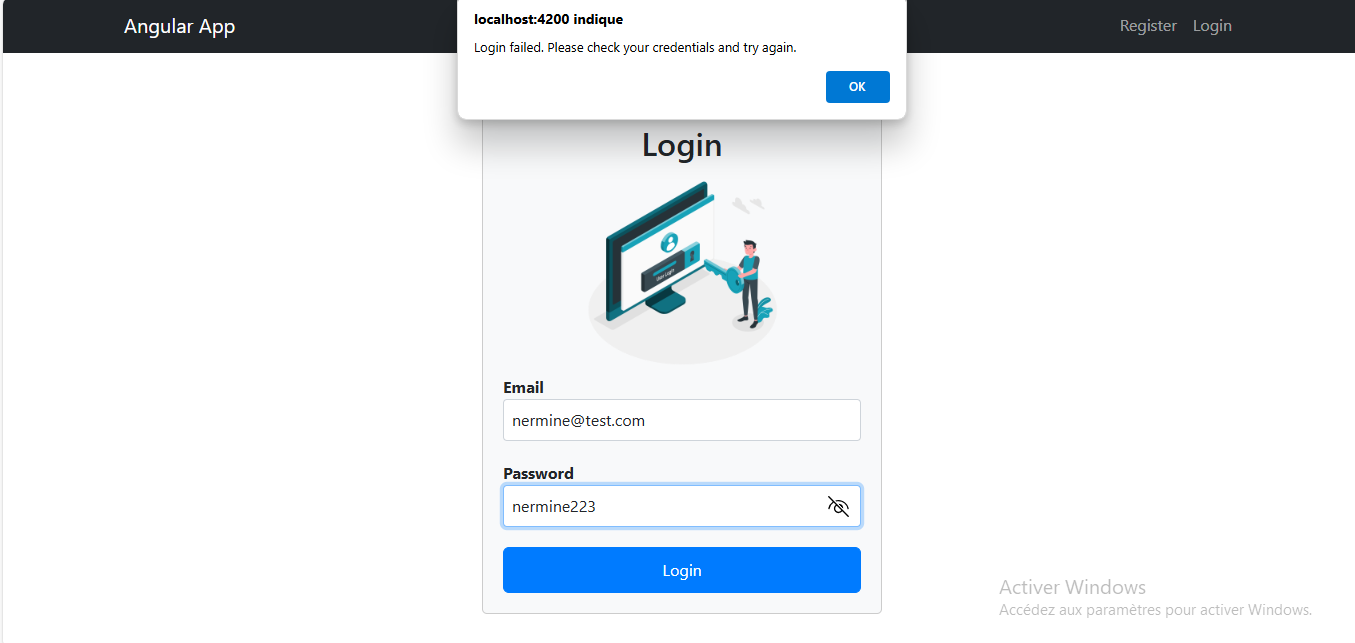 Angular App
Register Login
localhost:4200 indique
Login failed. Please check your credentials and try again.
OK
Login
User Login
Email
nermine@test.com
Password
nermine223
Login
Activer Windows
Accédez aux paramètres pour activer Windows.